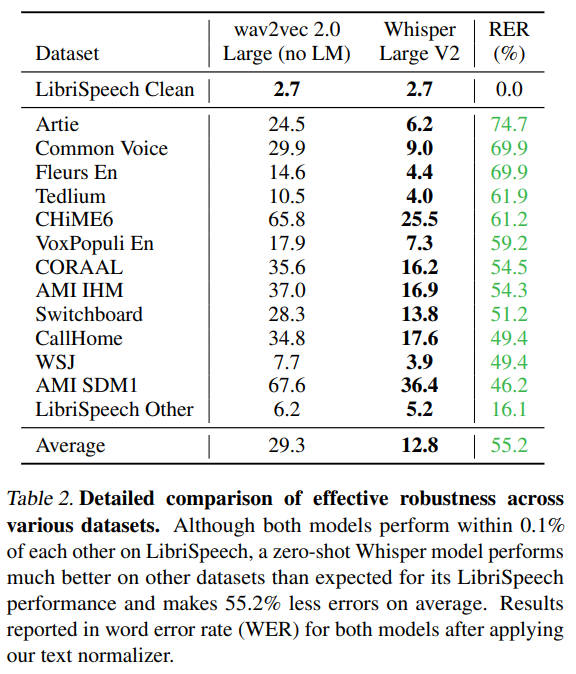 Dataset wav2vec 2.0 Large (no LM) Whisper Large V2 RER (%)
LibriSpeech Clean 2.7 2.7 0.0
Artie 24.5 6.2 74.7
Common Voice 29.9 9.0 69.9
Fleurs En 14.6 4.4 69.9
Tedlium 10.5 4.0 61.9
CHiME6 65.8 25.5 61.2
VoxPopuli En 17.9 7.3 59.2
CORAAL 35.6 16.2 54.5
AMI IHM 37.0 16.9 54.3
Switchboard 28.3 13.8 51.2
CallHome 34.8 17.6 49.4
WSJ 7.7 3.9 49.4
AMI SDM1 67.6 36.4 46.2
LibriSpeech Other 6.2 5.2 16.1
Average 29.3 12.8 55.2
Table 2. Detailed comparison of effective robustness across
various datasets. Although both models perform within 0.1%
of each other on LibriSpeech, a zero-shot Whisper model performs
much better on other datasets than expected for its LibriSpeech
performance and makes 55.2% less errors on average. Results
reported in word error rate (WER) for both models after applying
our text normalizer.